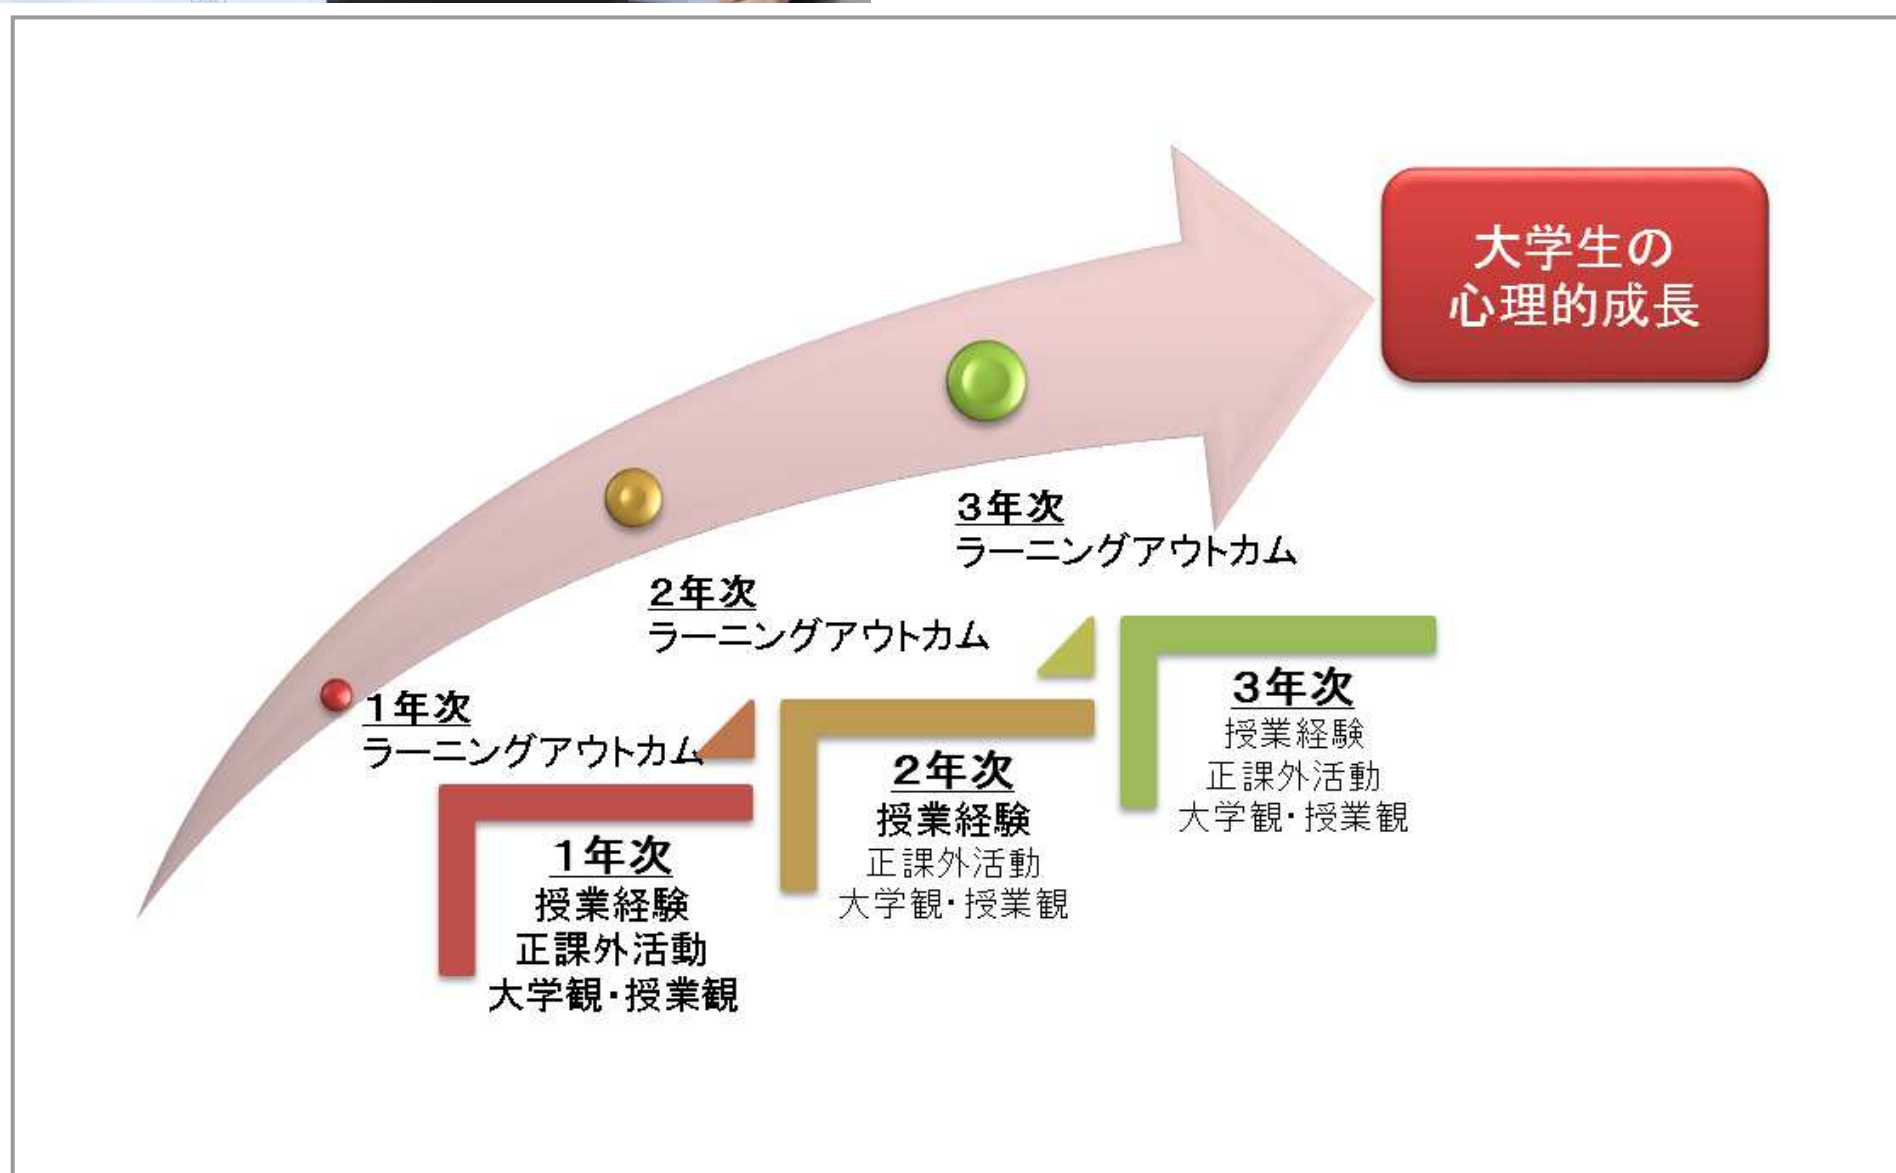 大学生の
心理的成長
3年次
ラーニングアウトカム
2年次
ラーニングアウトカム
1年次
ラーニングアウトカム
3年次
授業経験
正課外活動
大学観・授業観
2年次
授業経験
正課外活動
大学観・授業観
1年次
授業経験
正課外活動
大学観・授業観